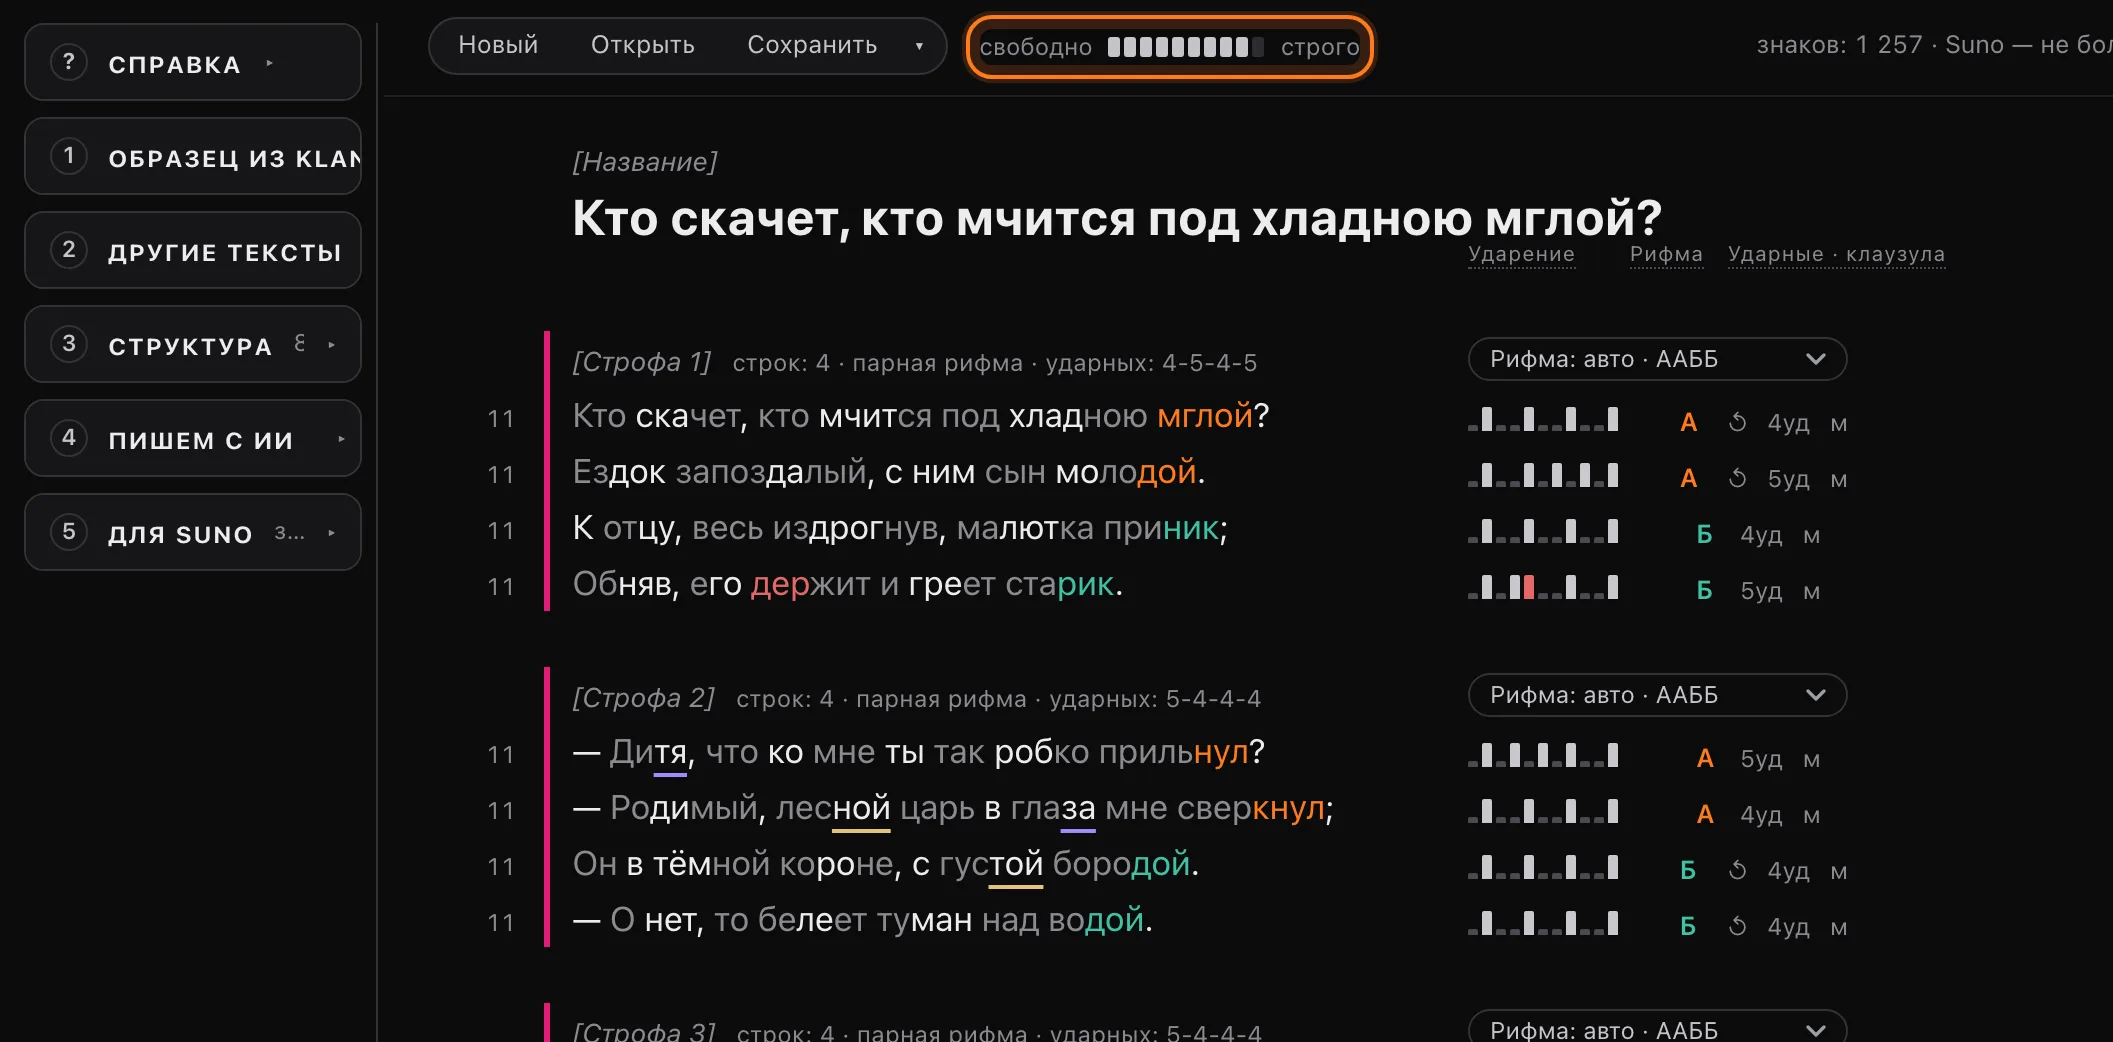 ? СПРАВКА ▸
1 ОБРАЗЕЦ ИЗ KLAN
2 ДРУГИЕ ТЕКСТЫ
3 СТРУКТУРА 8 ▸
4 ПИШЕМ С ИИ ▸
5 ДЛЯ SUNO з... ▸
Новый Открыть Сохранить ▾ свободно строго знаков: 1 257 · Suno — не бол
[Название]
Кто скачет, кто мчится под хладною мглой?
Ударение Рифма Ударные · клаузула
[Строфа 1] строк: 4 · парная рифма · ударных: 4-5-4-5 Рифма: авто · ААББ
11 Кто скачет, кто мчится под хладною мглой? А 4уд м
11 Ездок запоздалый, с ним сын молодой. А 5уд м
11 К отцу, весь издрогнув, малютка приник; Б 4уд м
11 Обняв, его держит и греет старик. Б 5уд м
[Строфа 2] строк: 4 · парная рифма · ударных: 5-4-4-4 Рифма: авто · ААББ
11 — Дитя, что ко мне ты так робко прильнул? А 5уд м
11 — Родимый, лесной царь в глаза мне сверкнул; А 4уд м
11 Он в тёмной короне, с густой бородой. Б 4уд м
11 — О нет, то белеет туман над водой. Б 4уд м
[Строфа 3] строк: 4 · парная рифма · ударных: 5-4-4-4 Рифма: авто · ААББ